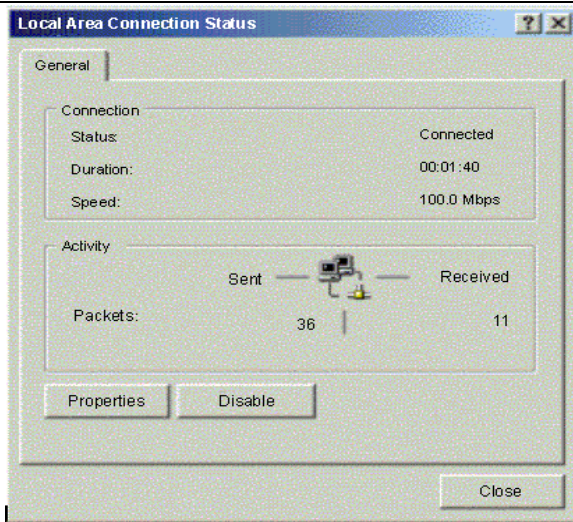 Local Area Connection Status
General
Connection
Status:
Connected
Duration:
00:01:40
Speed:
100.0 Mbps
Activity
Sent
Received
Packets:
36
11
Properties
Disable
Close